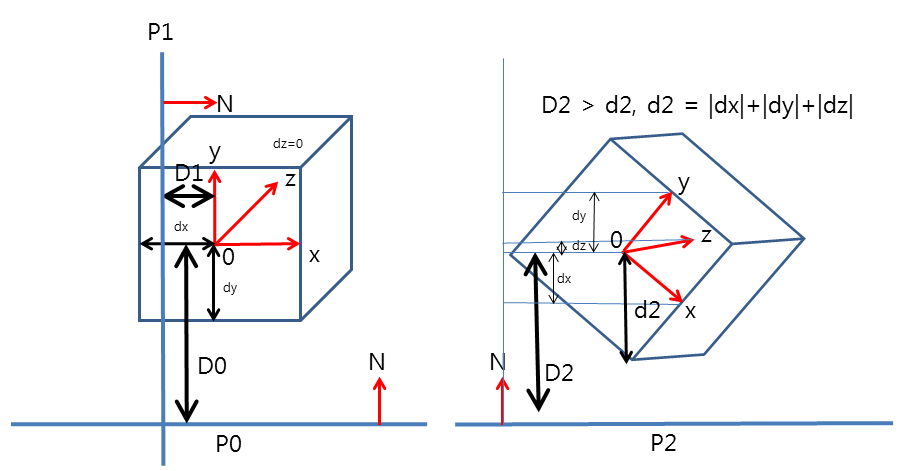 P1
N
dz=0
y
D1
z
dx
0
x
dy
D0
N
P0
D2 > d2, d2 = |dx|+|dy|+|dz|
y
dy
0
z
dz
dx
d2
x
N
D2
P2